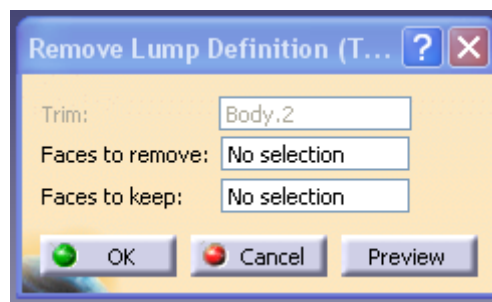 Remove Lump Definition (T... ?
Trim: Body.2
Faces to remove: No selection
Faces to keep: No selection
OK Cancel Preview